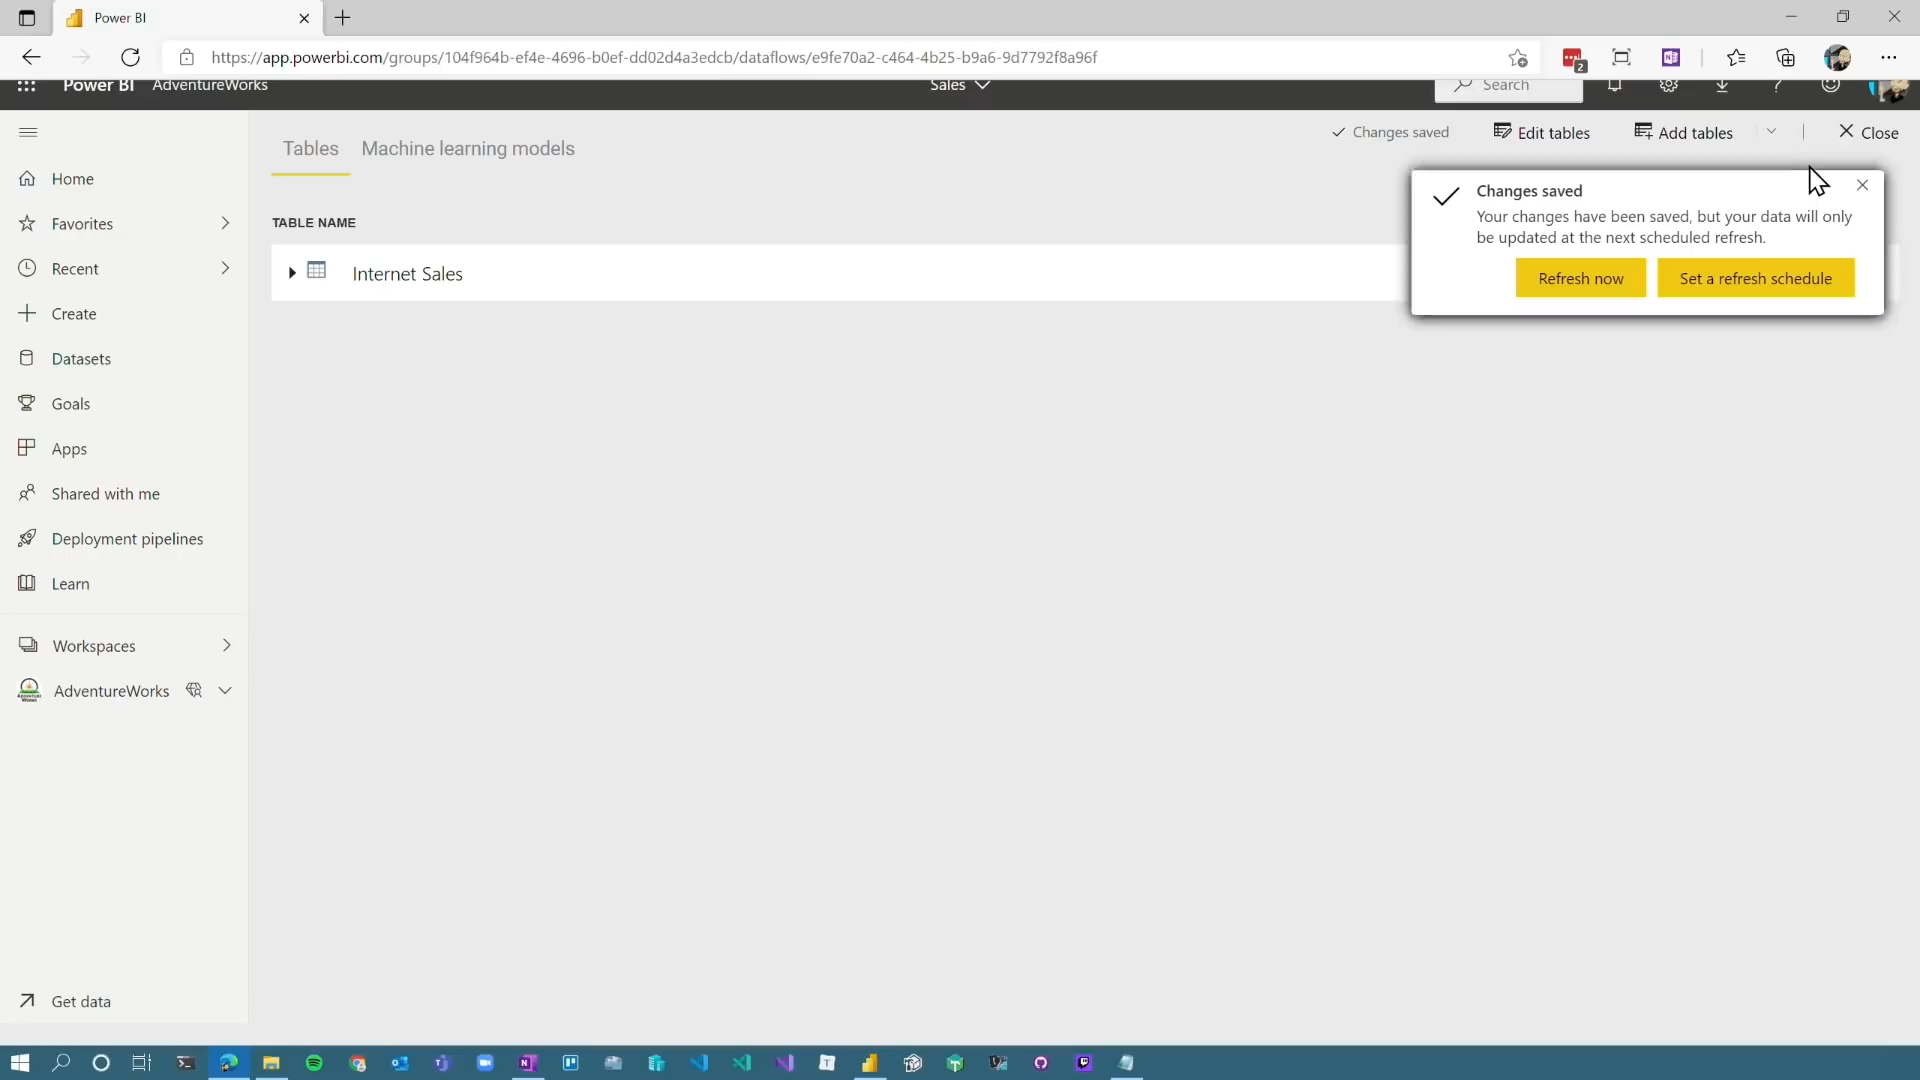 Power BI
https://app.powerbi.com/groups/104f964b-ef4e-4696-b0ef-dd02d4a3edcb/dataflows/e9fe70a2-c464-4b25-b9a6-9d7792f8a96f
2
Power BI AdventureWorks
Sales
Search
Changes saved
Edit tables
Add tables
Close
Home
Favorites
Recent
Create
Datasets
Goals
Apps
Shared with me
Deployment pipelines
Learn
Workspaces
AdventureWorks
Get data
Tables
Machine learning models
TABLE NAME
Internet Sales
Changes saved
Your changes have been saved, but your data will only
be updated at the next scheduled refresh.
Refresh now
Set a refresh schedule